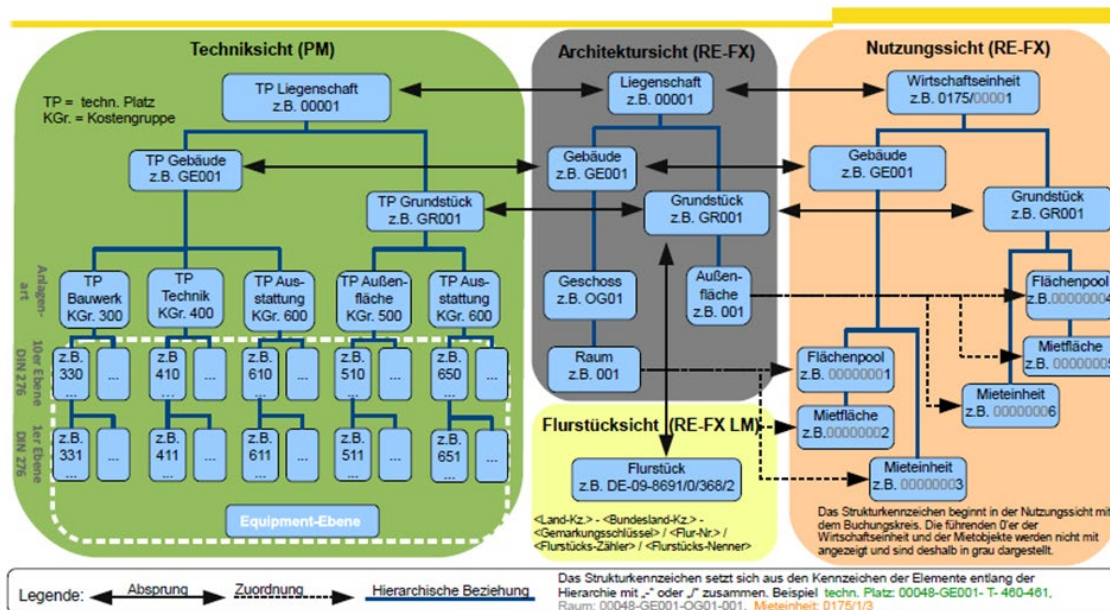 Techniksicht (PM)
TP = techn. Platz
KGr. = Kostengruppe
TP Liegenschaft
z.B. 00001
TP Gebäude
z.B. GE001
TP Grundstück
z.B. GR001
Anlagen-
art
TP
Bauwerk
KGr. 300
TP
Technik
KGr. 400
TP Aus-
stattung
KGr. 600
TP Außen-
fläche
KGr. 500
TP Aus-
stattung
KGr. 600
10er Ebene
DIN 276
z.B.
330
...
...
z.B
410
...
...
z.B.
610
...
...
z.B.
510
...
...
z.B.
650
...
...
1er Ebene
DIN 276
z.B.
331
...
...
z.B.
411
...
...
z.B.
611
...
...
z.B.
511
...
...
z.B.
651
...
...
Equipment-Ebene
Architektursicht (RE-FX)
Liegenschaft
z.B. 00001
Gebäude
z.B. GE001
Grundstück
z.B. GR001
Geschoss
z.B. OG01
Außen-
fläche
z.B. 001
Raum
z.B. 001
Flurstücksicht (RE-FX LM)
Flurstück
z.B. DE-09-8691/0/368/2
<Land-Kz.> - <Bundesland-Kz.> -
<Gemarkungsschlüssel> / <Flur-Nr.> /
<Flurstücks-Zähler> / <Flurstücks-Nenner>
Nutzungssicht (RE-FX)
Wirtschaftseinheit
z.B. 0175/00001
Gebäude
z.B. GE001
Grundstück
z.B. GR001
Flächenpool
z.B.00000004
Mietfläche
z.B. 00000005
Flächenpool
z.B. 00000001
Mieteinheit
z.B. 00000006
Mietfläche
z.B.00000002
Mieteinheit
z.B. 00000003
Das Strukturkennzeichen beginnt in der Nutzungssicht mit
dem Buchungskreis. Die führenden 0'er der
Wirtschaftseinheit und der Mietobjekte werden nicht mit
angezeigt und sind deshalb in grau dargestellt.
Legende:
Absprung
Zuordnung
Hierarchische Beziehung
Das Strukturkennzeichen setzt sich aus den Kennzeichen der Elemente entlang der
Hierarchie mit „-“ oder „/“ zusammen. Beispiel techn. Platz: 00048-GE001- T- 460-461,
Raum: 00048-GE001-OG01-001, Mieteinheit: 0175/1/3